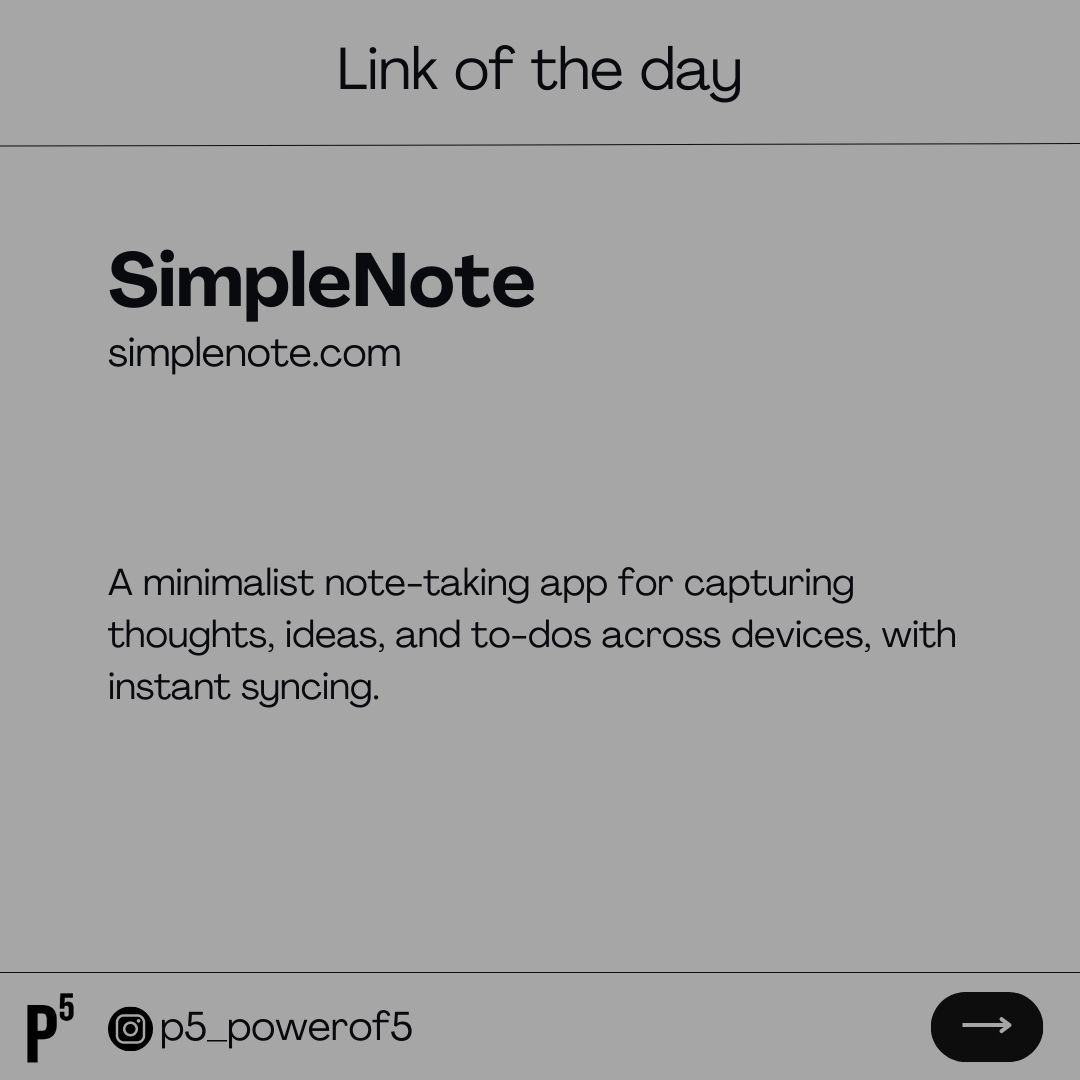 Link of the day
SimpleNote
simplenote.com
A minimalist note-taking app for capturing
thoughts, ideas, and to-dos across devices, with
instant syncing.
P5
p5_powerof5